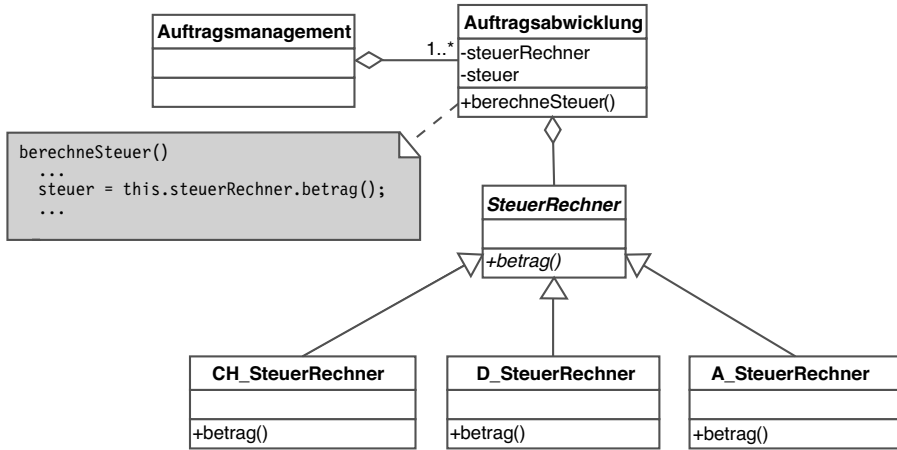 Auftragsmanagement
1..*
Auftragsabwicklung
-steuerRechner
-steuer
+berechneSteuer()
berechneSteuer()
...
steuer = this.steuerRechner.betrag();
...
SteuerRechner
+betrag()
CH_SteuerRechner
+betrag()
D_SteuerRechner
+betrag()
A_SteuerRechner
+betrag()